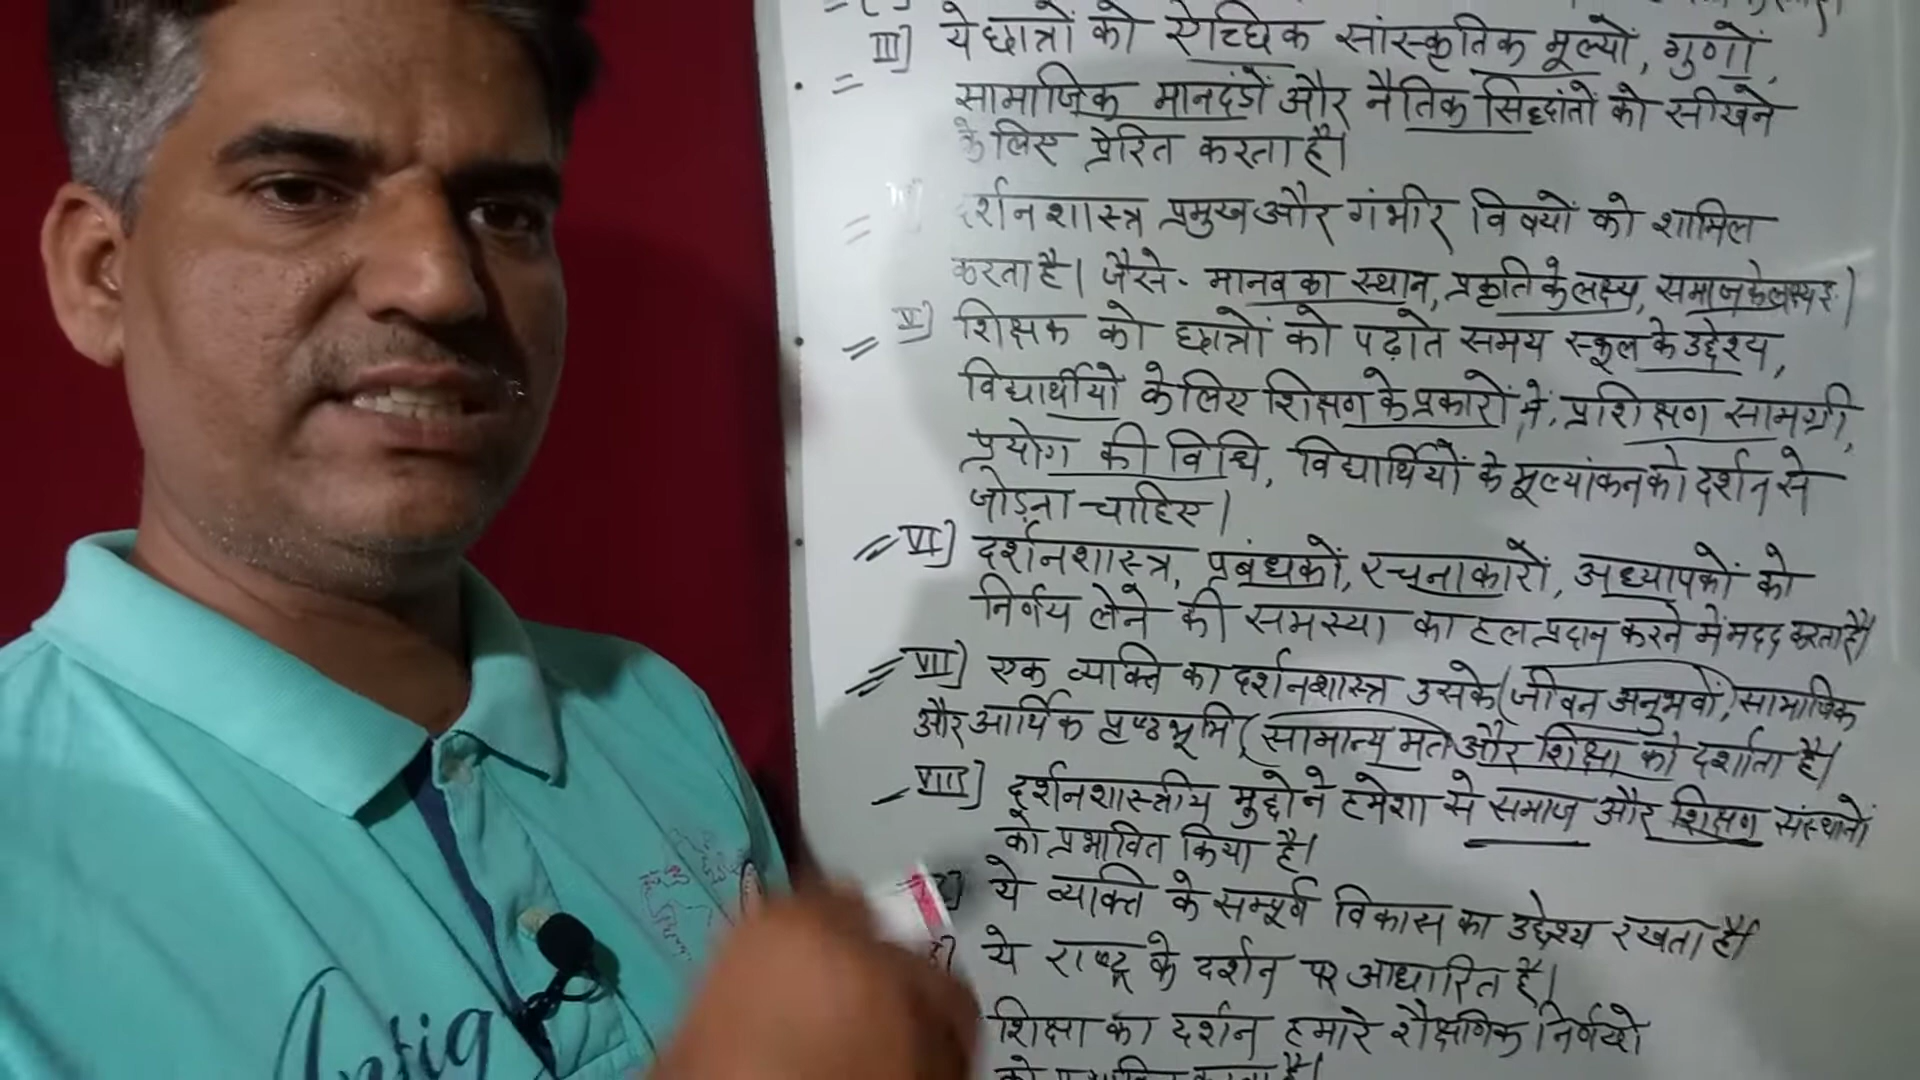 III] ये छात्रों को ऐच्छिक सांस्कृतिक मूल्यों, गुणों,
सामाजिक मानदंडों और नैतिक सिद्धांतों को सीखने
के लिए प्रेरित करता है।
दर्शनशास्त्र प्रमुख और गंभीर विषयों को शामिल
करता है। जैसे - मानव का स्थान, प्रकृति के लक्ष्य, समाज के लक्ष्य
V] शिक्षक को छात्रों को पढ़ाते समय स्कूल के उद्देश्य,
विद्यार्थीयों के लिए शिक्षण के प्रकारों में, प्रशिक्षण सामग्री,
प्रयोग की विधि, विद्यार्थियों के मूल्यांकन को दर्शन से
जोड़ना चाहिए।
VI] दर्शनशास्त्र, प्रबंधकों, रचनाकारों, अध्यापकों को
निर्णय लेने की समस्या का हल प्रदान करने में मदद करता है।
VII] एक व्यक्ति का दर्शनशास्त्र उसके (जीवन अनुभवों), सामाजिक
और आर्थिक पृष्ठभूमि, (सामान्य मत और शिक्षा को दर्शाता है।
VIII] दर्शनशास्त्रीय मुद्दोने हमेशा से समाज और शिक्षण संस्थानों
को प्रभावित किया है।
ये व्यक्ति के सम्पूर्ण विकास का उद्देश्य रखता है।
ये राष्ट्र के दर्शन पर आधारित है।
शिक्षा का दर्शन हमारे शैक्षणिक निर्णयो
को प्रभावित करता है।